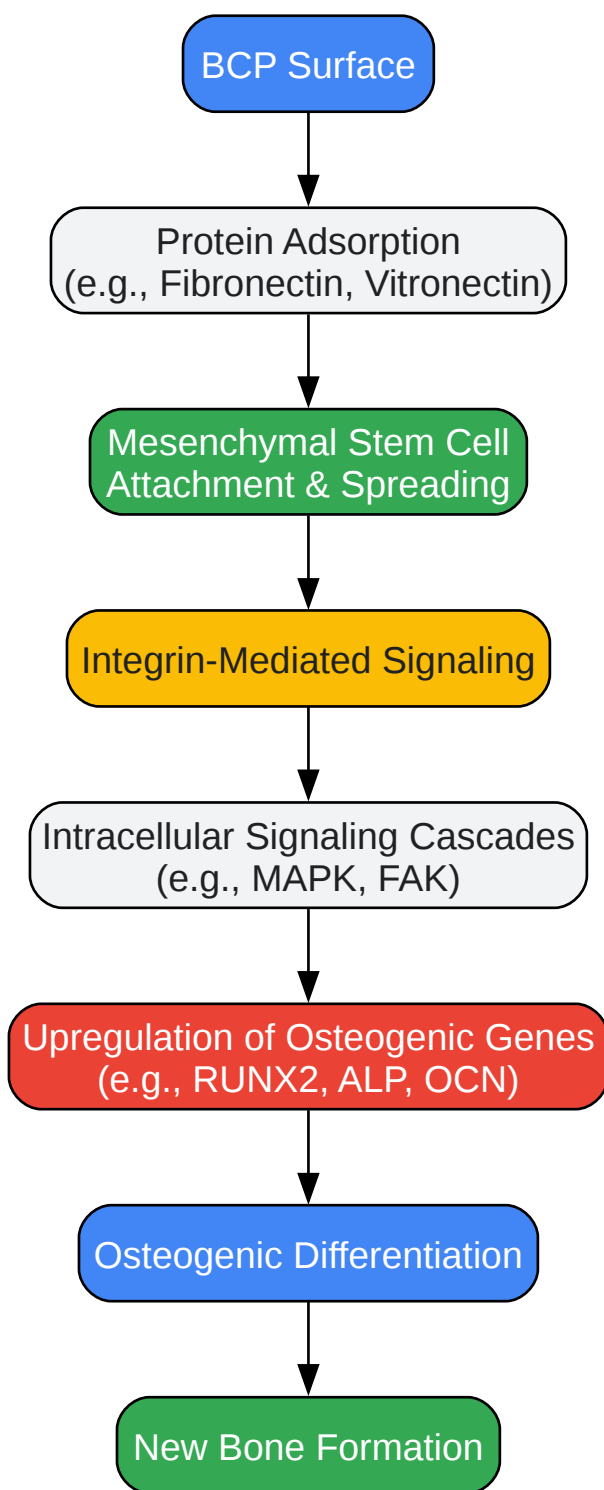 BCP Surface
Protein Adsorption
(e.g., Fibronectin, Vitronectin)
Mesenchymal Stem Cell
Attachment & Spreading
Integrin-Mediated Signaling
Intracellular Signaling Cascades
(e.g., MAPK, FAK)
Upregulation of Osteogenic Genes
(e.g., RUNX2, ALP, OCN)
Osteogenic Differentiation
New Bone Formation